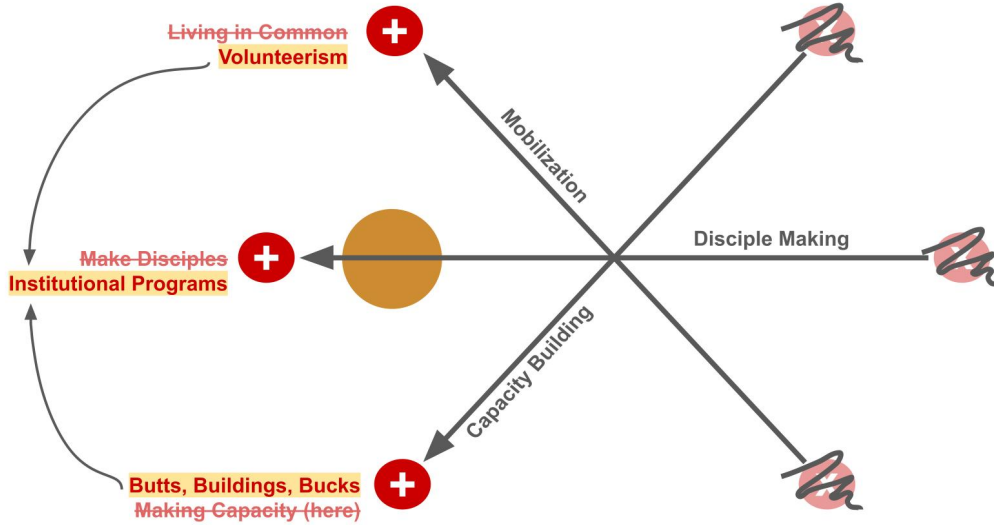 Living in Common
Volunteerism
Mobilization
Disciple Making
Make Disciples
Institutional Programs
Capacity Building
Butts, Buildings, Bucks
Making Capacity (here)